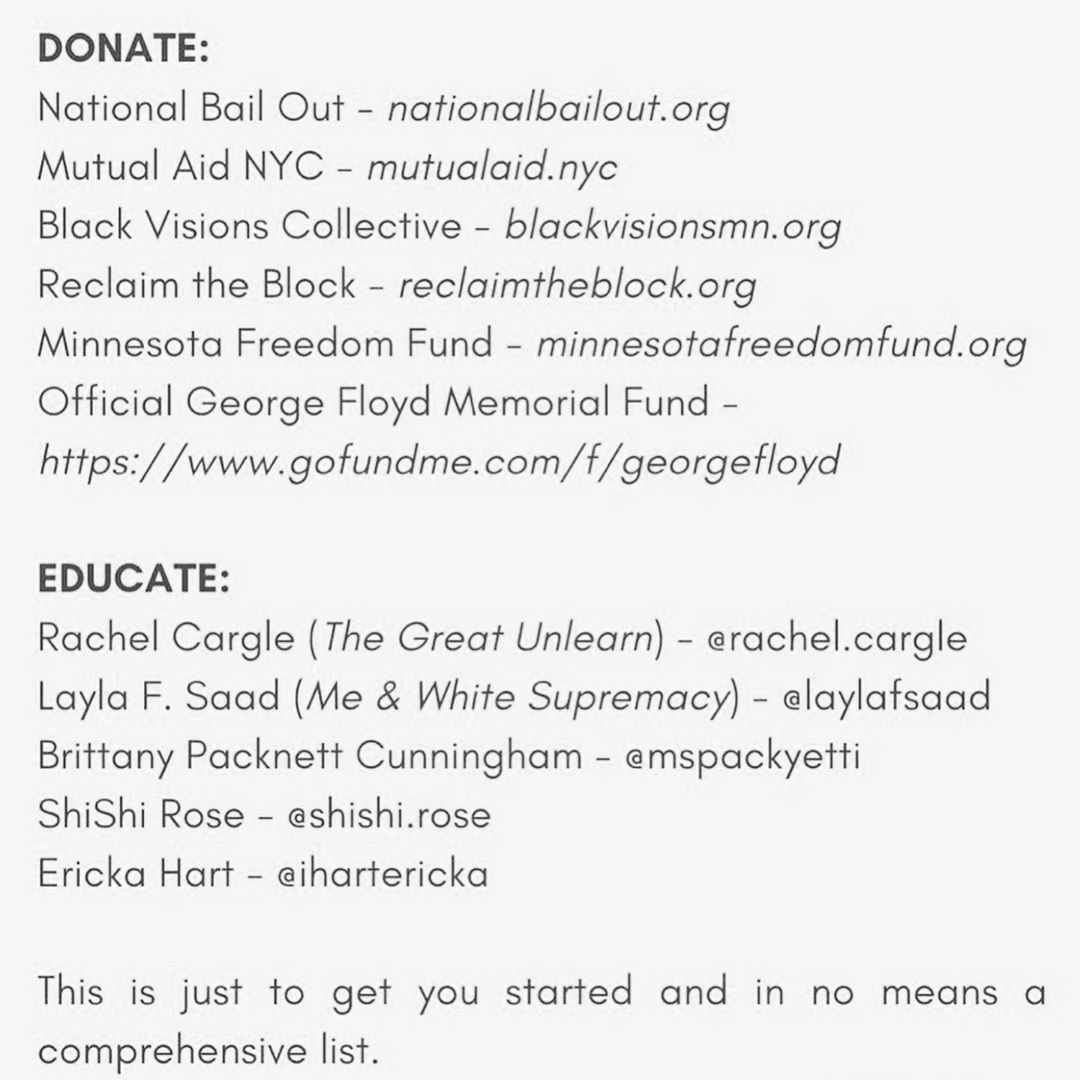 DONATE:
National Bail Out – nationalbailout.org
Mutual Aid NYC – mutualaid.nyc
Black Visions Collective – blackvisionsmn.org
Reclaim the Block – reclaimtheblock.org
Minnesota Freedom Fund – minnesotafreedomfund.org
Official George Floyd Memorial Fund –
https://www.gofundme.com/f/georgefloyd
EDUCATE:
Rachel Cargle (The Great Unlearn) – @rachel.cargle
Layla F. Saad (Me & White Supremacy) – @laylafsaad
Brittany Packnett Cunningham – @mspackyetti
ShiShi Rose – @shishi.rose
Ericka Hart – @ihartericka
This is just to get you started and in no means a
comprehensive list.